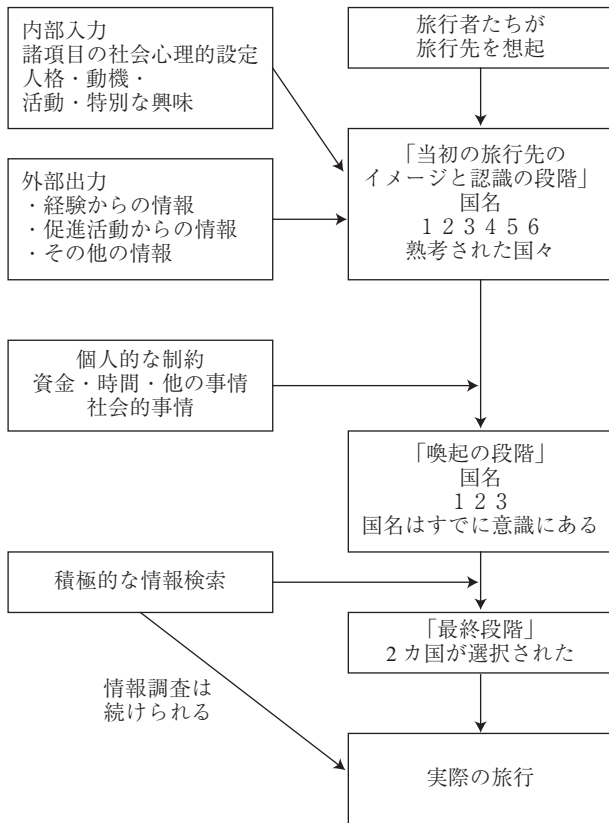 内部入力
諸項目の社会心理的設定
人格・動機・
活動・特別な興味
旅行者たちが
旅行先を想起
外部出力
・経験からの情報
・促進活動からの情報
・その他の情報
「当初の旅行先の
イメージと認識の段階」
国名
1 2 3 4 5 6
熟考された国々
個人的な制約
資金・時間・他の事情
社会的事情
「喚起の段階」
国名
1 2 3
国名はすでに意識にある
積極的な情報検索
「最終段階」
2カ国が選択された
情報調査は
続けられる
実際の旅行